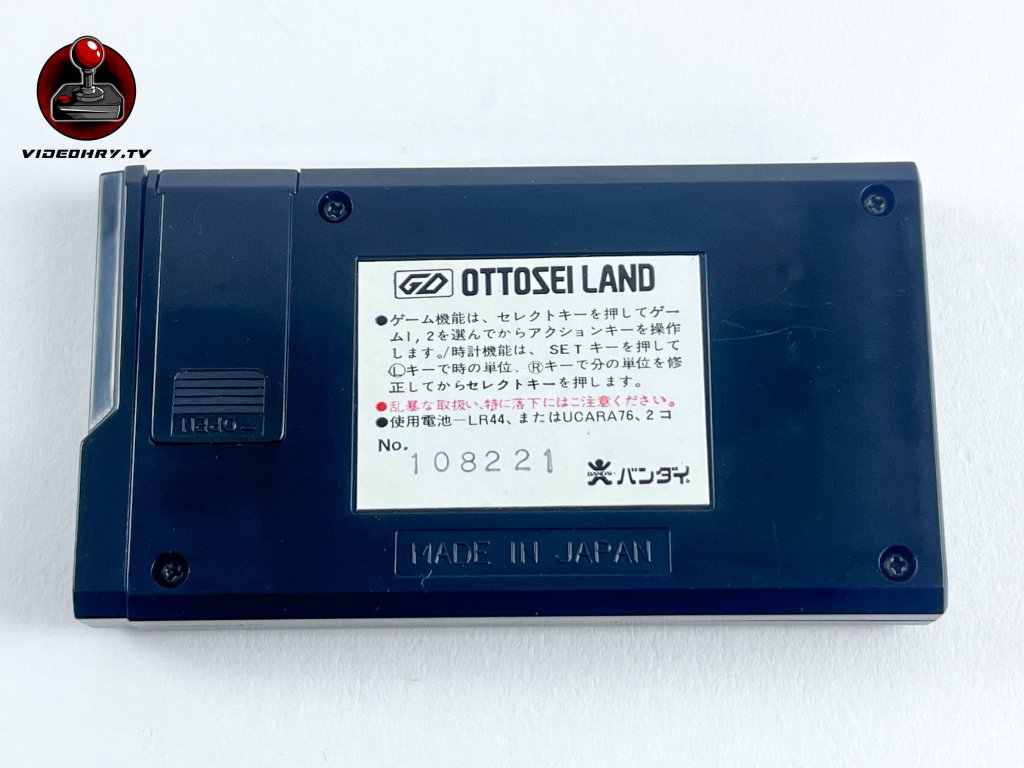 VIDEOHRY.TV
GD OTTOSEI LAND
●ゲーム機能は、セレクトキーを押してゲー
ム1,2を選んでからアクションキーを操作
します。/時計機能は、SETキーを押して
Ⓛキーで時の単位、Ⓡキーで分の単位を修
正してからセレクトキーを押します。
●乱暴な取扱い、特に落下にはご注意ください。
●使用電池—LR44、またはUCARA76、2コ
No.
108221
BANDAI バンダイ
OPEN
MADE IN JAPAN